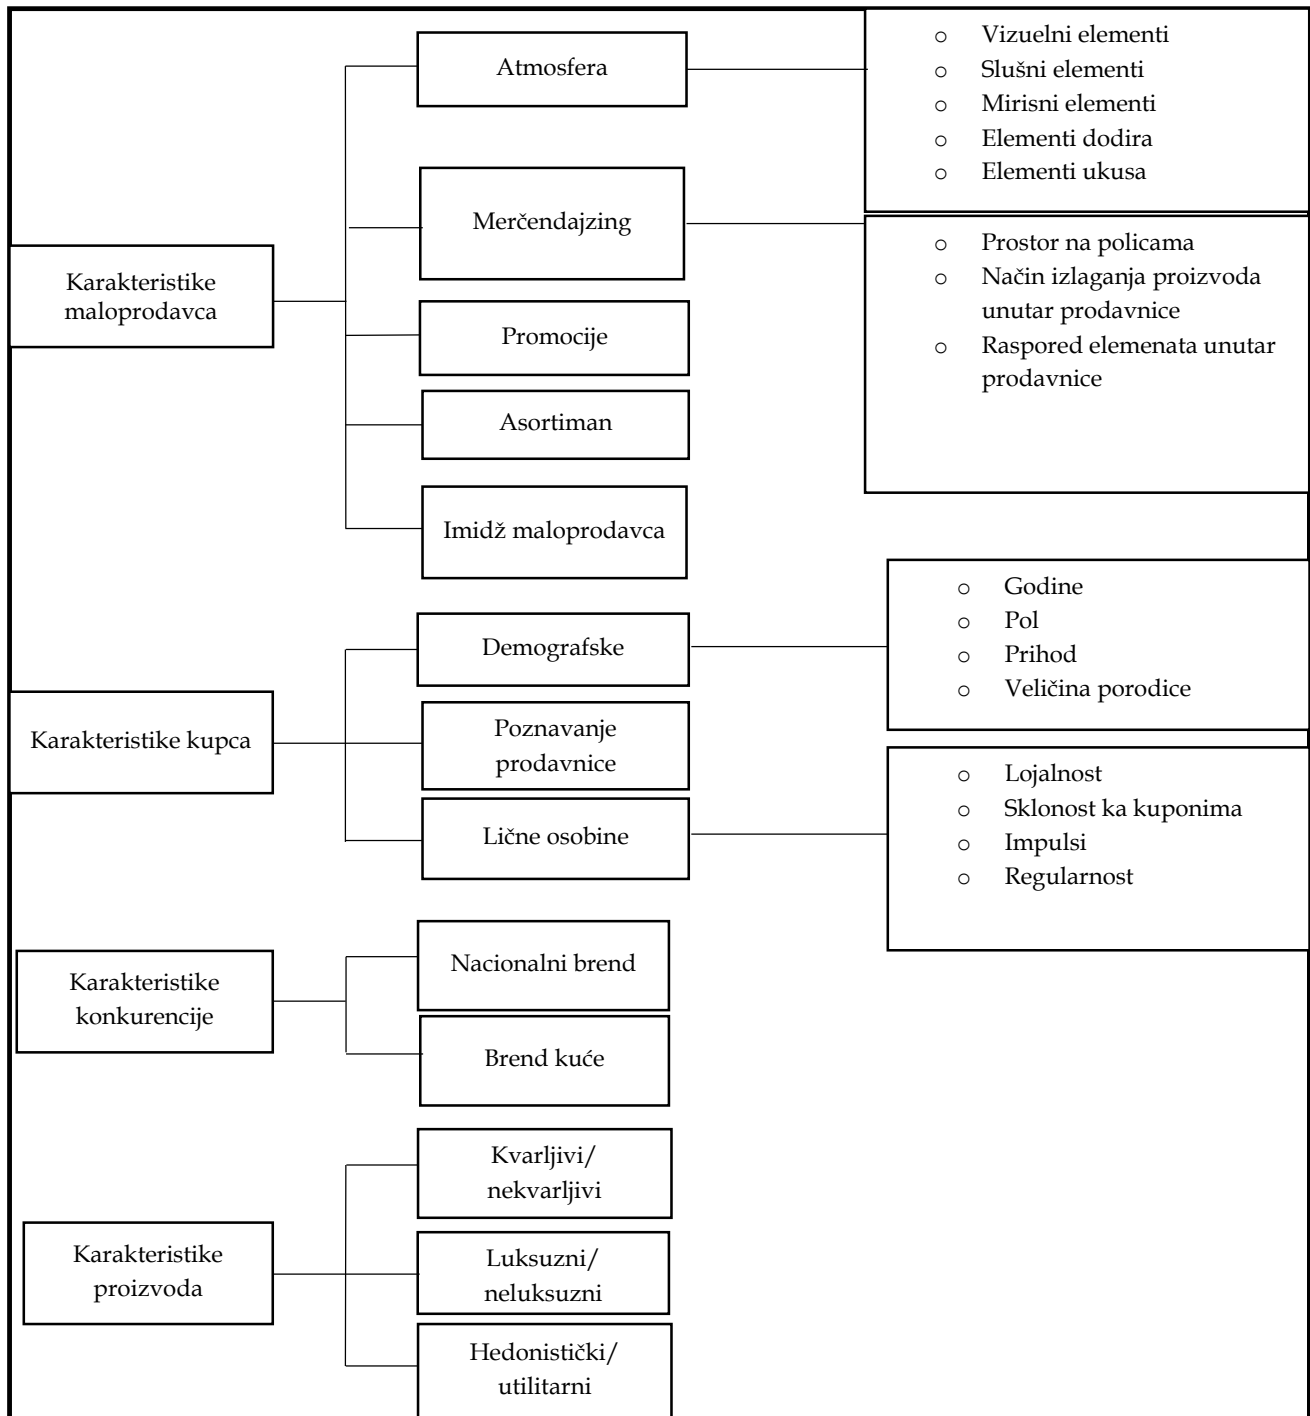 Karakteristike
maloprodavca
Atmosfera
o Vizuelni elementi
o Slušni elementi
o Mirisni elementi
o Elementi dodira
o Elementi ukusa
Merčendajzing
o Prostor na policama
o Način izlaganja proizvoda
unutar prodavnice
o Raspored elemenata unutar
prodavnice
Promocije
Asortiman
Imidž maloprodavca
Karakteristike kupca
Demografske
o Godine
o Pol
o Prihod
o Veličina porodice
Poznavanje
prodavnice
Lične osobine
o Lojalnost
o Sklonost ka kuponima
o Impulsi
o Regularnost
Karakteristike
konkurencije
Nacionalni brend
Brend kuće
Karakteristike
proizvoda
Kvarljivi/
nekvarljivi
Luksuzni/
neluksuzni
Hedonistički/
utilitarni